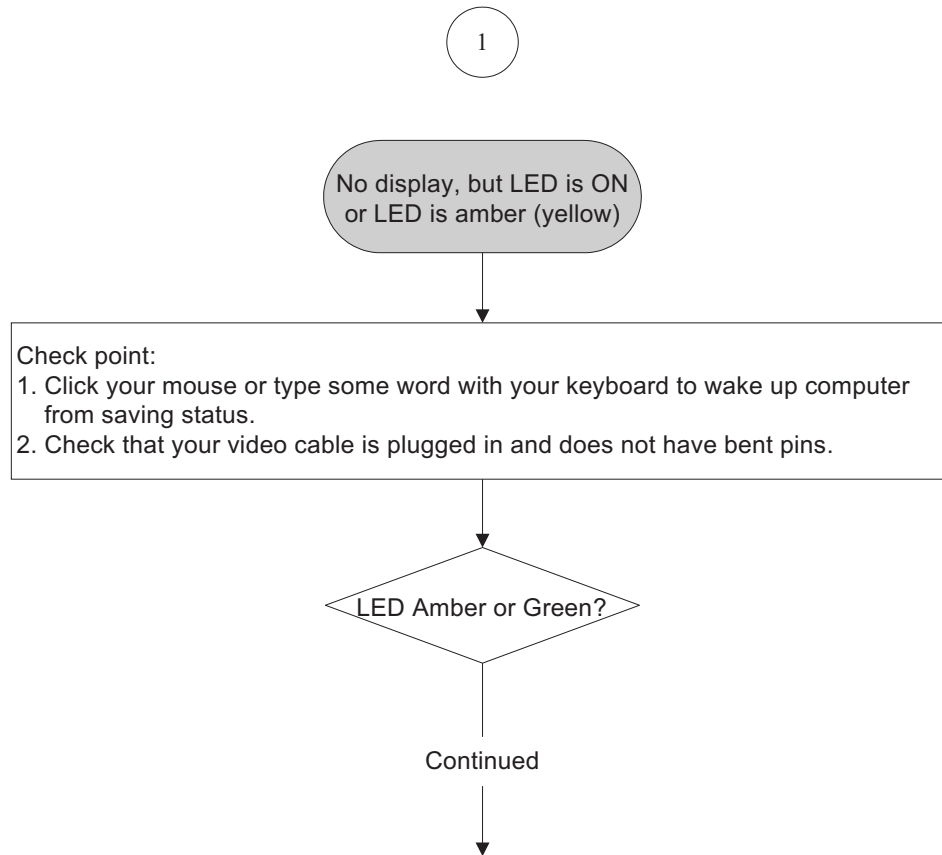 1
No display, but LED is ON
or LED is amber (yellow)
Check point:
1. Click your mouse or type some word with your keyboard to wake up computer
from saving status.
2. Check that your video cable is plugged in and does not have bent pins.
LED Amber or Green?
Continued